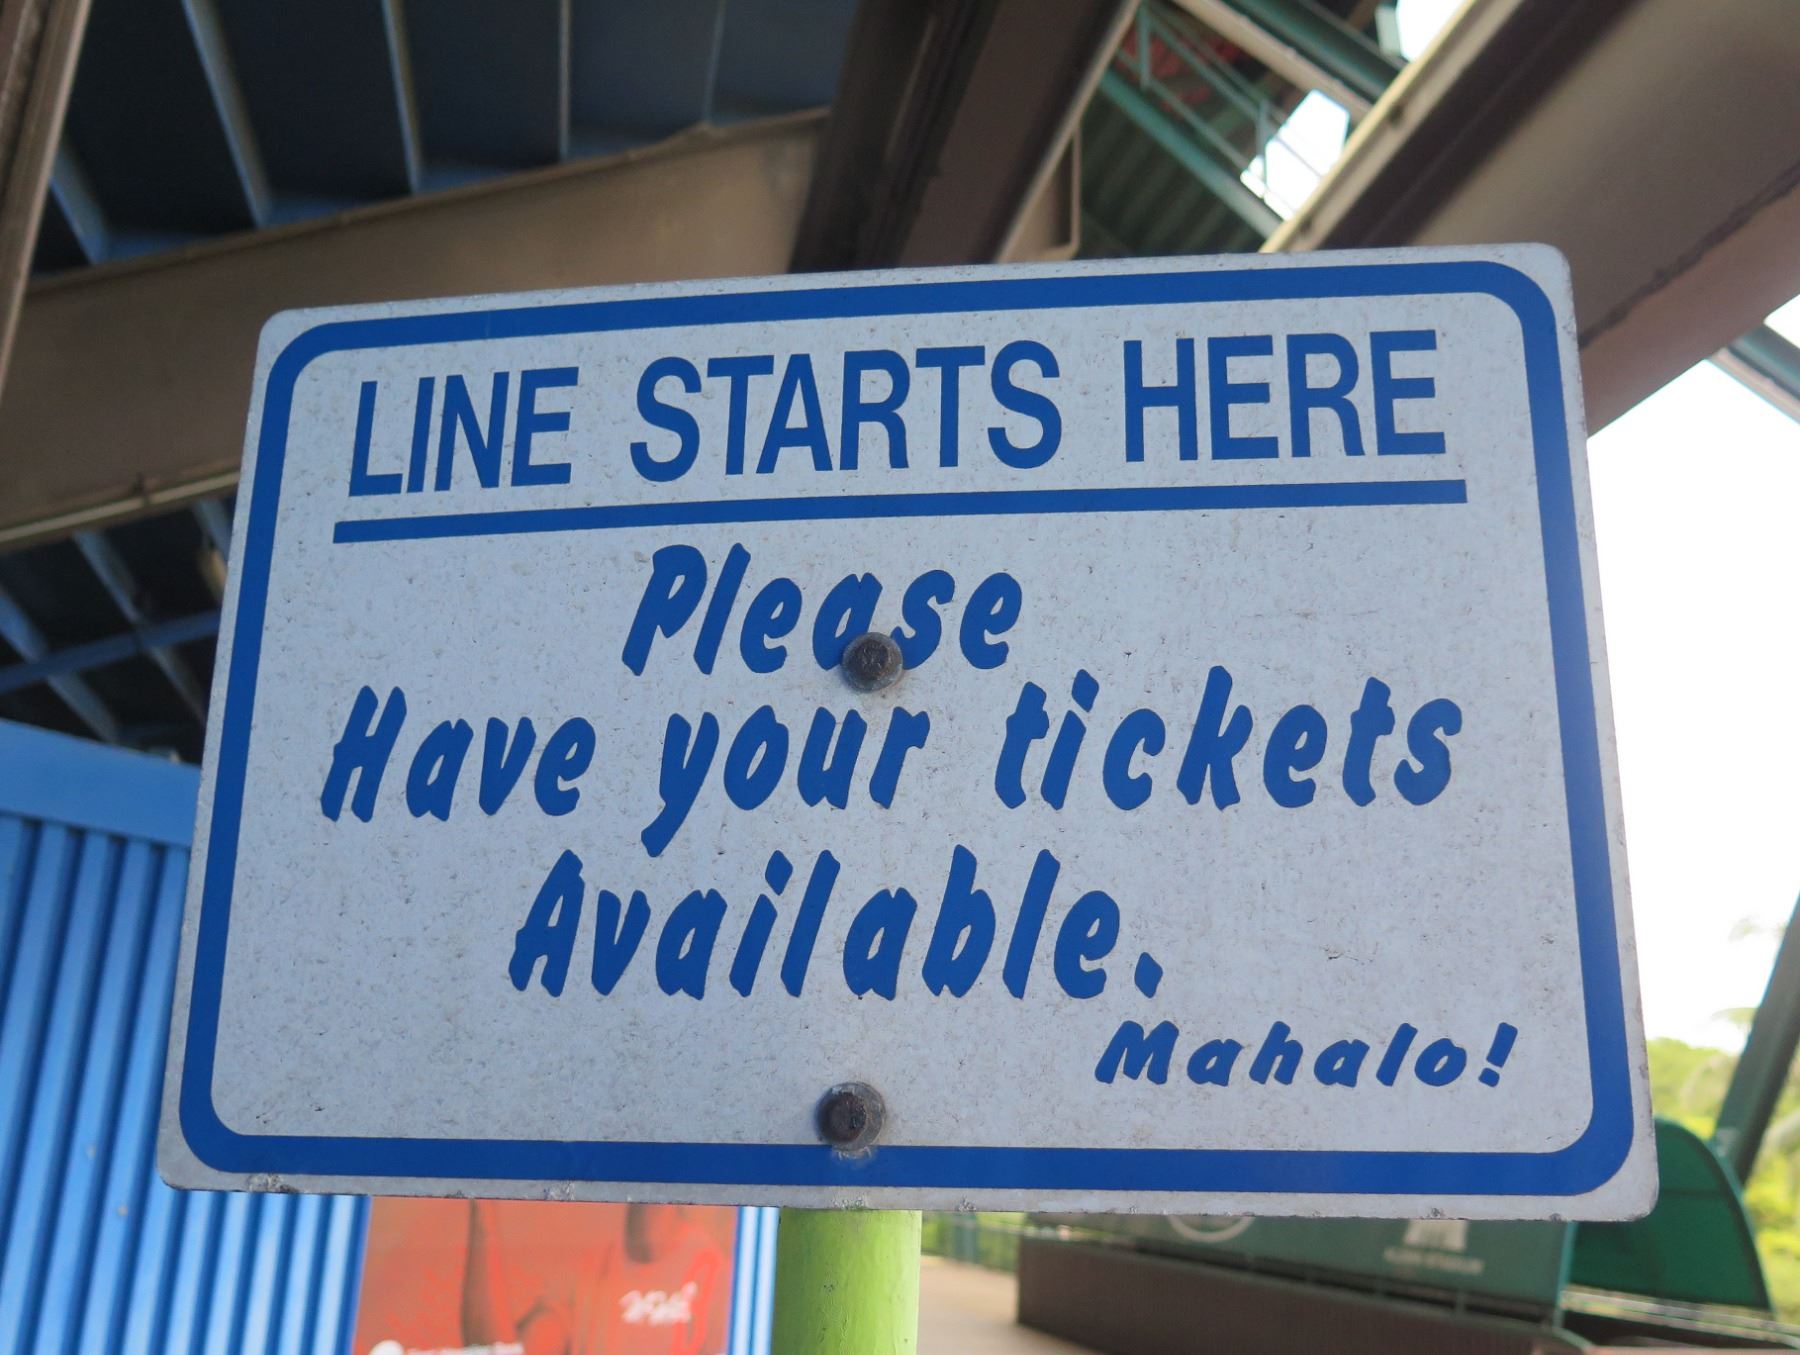 LINE STARTS HERE
Please
Have your tickets
Available.
Mahalo!